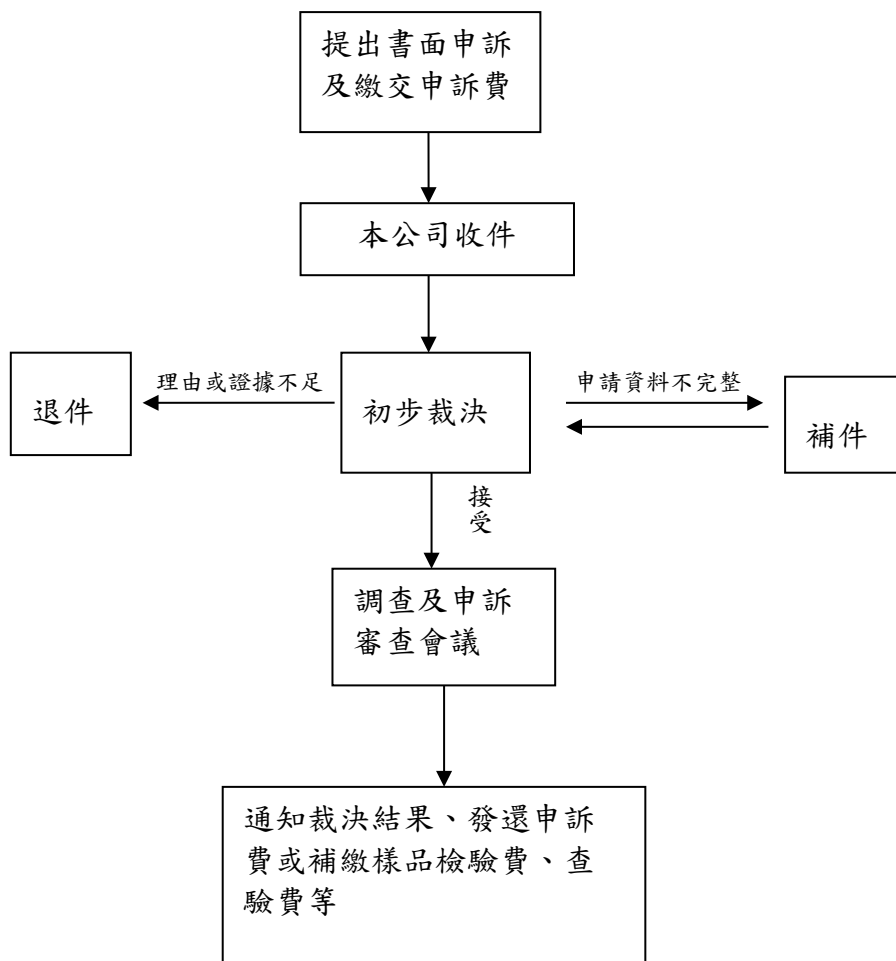 提出書面申訴
及繳交申訴費
本公司收件
理由或證據不足
申請資料不完整
退件
初步裁決
補件
接
受
調查及申訴
審查會議
通知裁決結果、發還申訴
費或補繳樣品檢驗費、查
驗費等